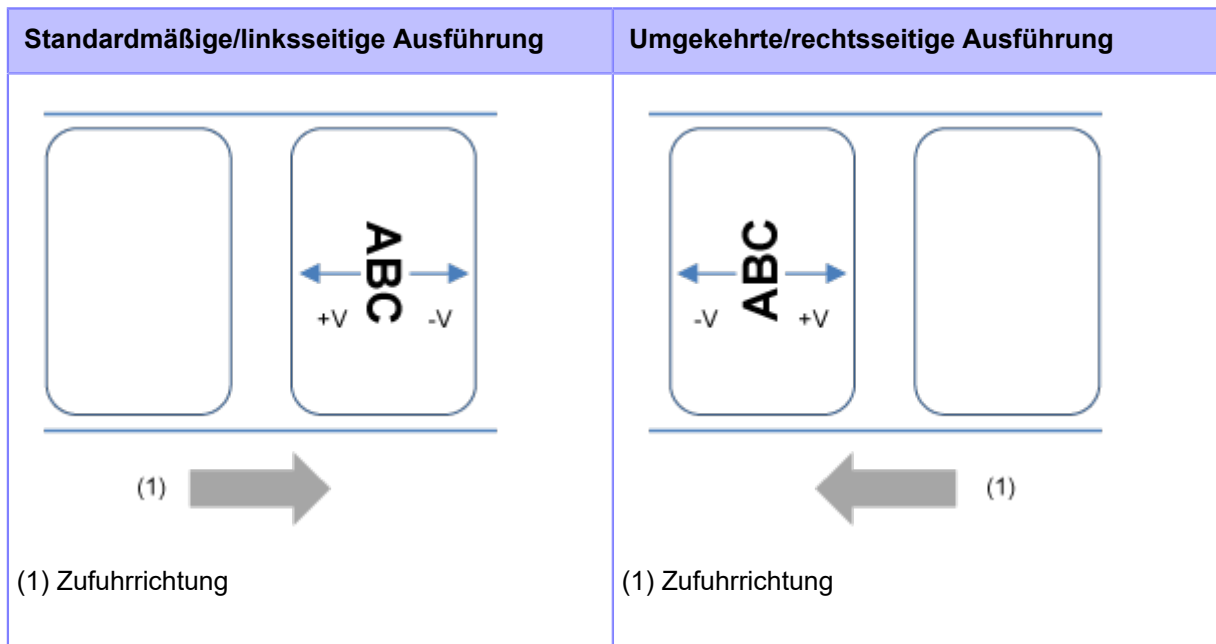 Standardmäßige/linksseitige Ausführung
Umgekehrte/rechtsseitige Ausführung
ABC
+V -V
(1)
(1) Zufuhrrichtung
ABC
-V +V
(1)
(1) Zufuhrrichtung